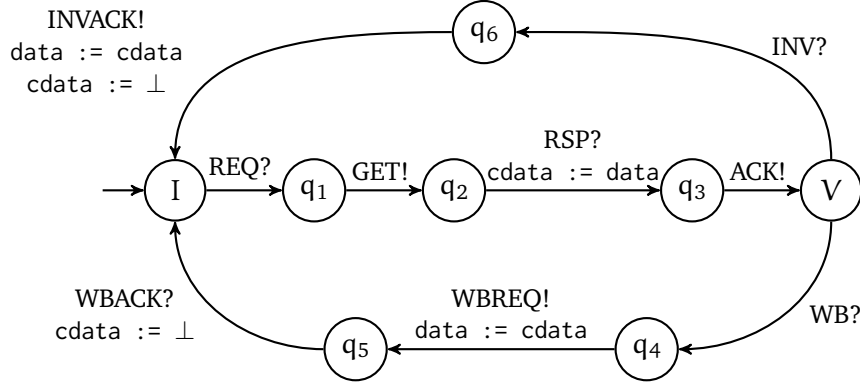 INVACK!
data := cdata
cdata := ⊥
q6
INV?
RSP?
cdata := data
I
REQ?
q1
GET!
q2
q3
ACK!
V
WBACK?
cdata := ⊥
q5
WBREQ!
data := cdata
q4
WB?